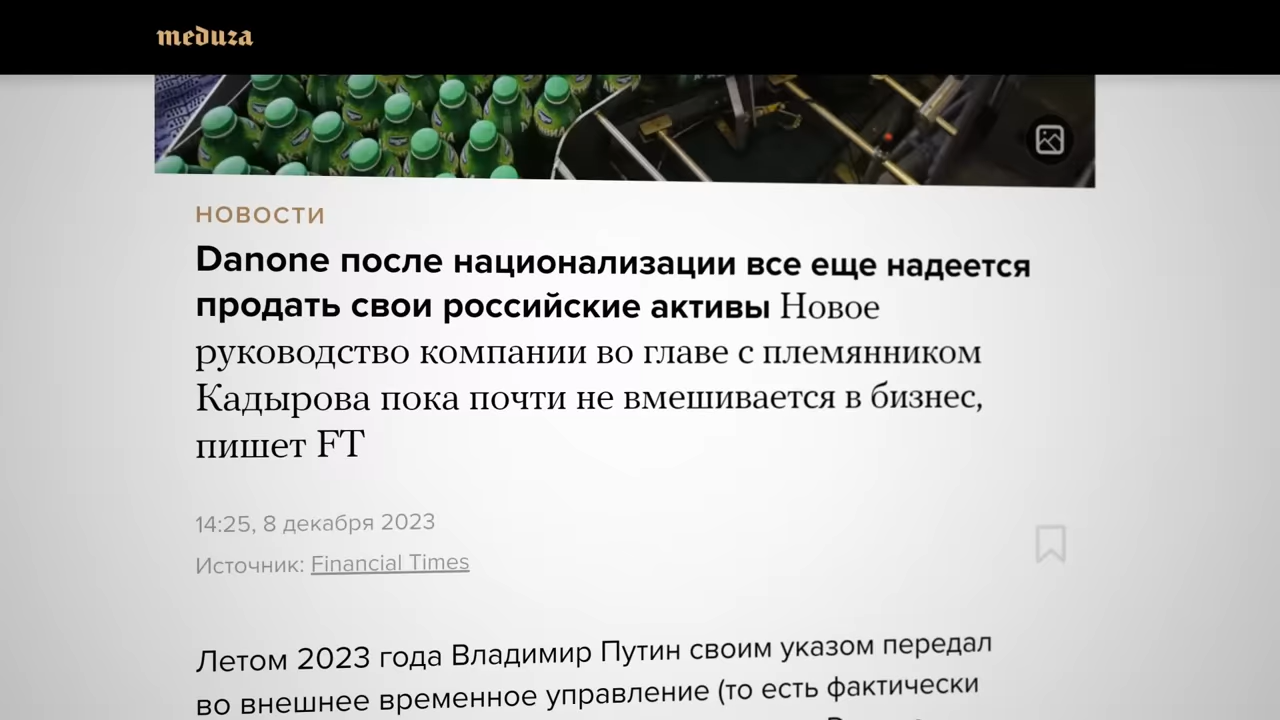 meduza
НОВОСТИ
Danone после национализации все еще надеется
продать свои российские активы Новое
руководство компании во главе с племянником
Кадырова пока почти не вмешивается в бизнес,
пишет FT
14:25, 8 декабря 2023
Источник: Financial Times
Летом 2023 года Владимир Путин своим указом передал
во внешнее временное управление (то есть фактически